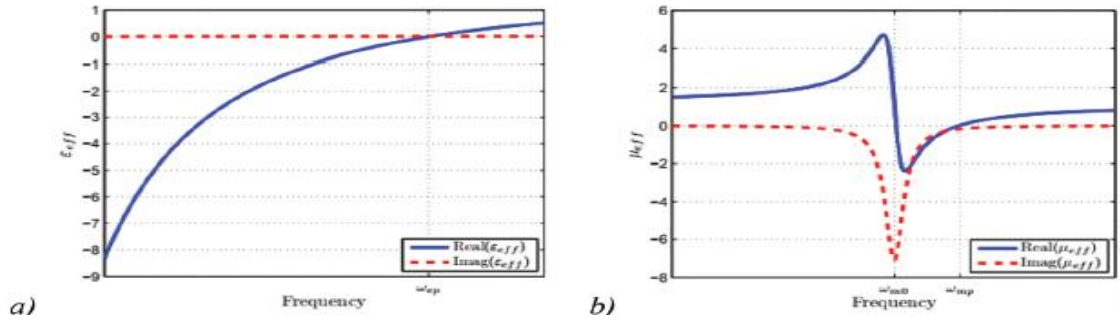 1
0
−1
−2
−3
−4
−5
−6
−7
−8
−9
ε_eff
Real(ε_eff)
Imag(ε_eff)
ω_ep
Frequency
a)
6
4
2
0
−2
−4
−6
−8
μ_eff
Real(μ_eff)
Imag(μ_eff)
ω_m0
ω_mp
Frequency
b)